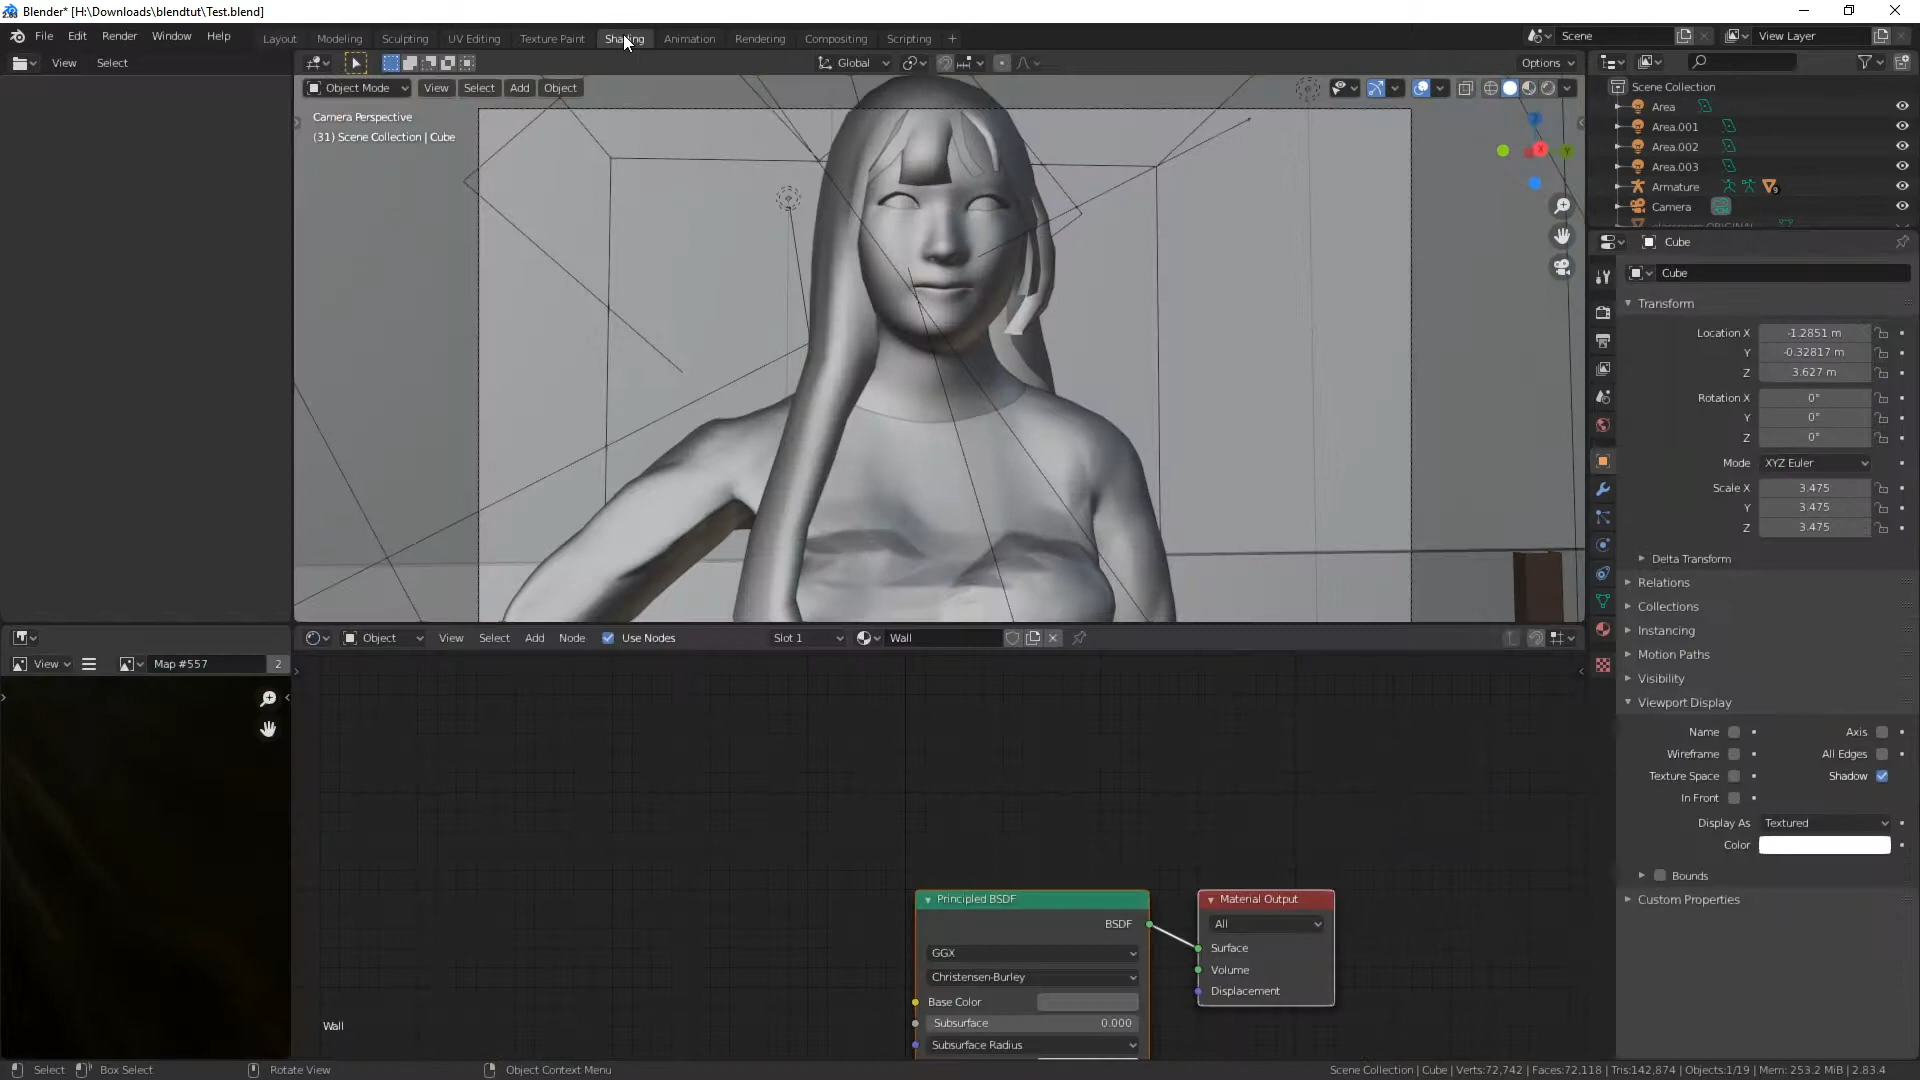 Blender* [H:\Downloads\blendtut\Test.blend]
File Edit Render Window Help
Layout Modeling Sculpting UV Editing Texture Paint Shading Animation Rendering Compositing Scripting
Scene
View Layer
View Select
Global
Options
Object Mode View Select Add Object
Camera Perspective
(31) Scene Collection | Cube
X
Y
Scene Collection
Area
Area.001
Area.002
Area.003
Armature
9
Camera
classroom ORIGINAL
Cube
Cube
Transform
Location X -1.2851 m
Y -0.32817 m
Z 3.627 m
Rotation X 0°
Y 0°
Z 0°
Mode XYZ Euler
Scale X 3.475
Y 3.475
Z 3.475
Delta Transform
Relations
Collections
Instancing
Motion Paths
Visibility
Viewport Display
Name Axis
Wireframe All Edges
Texture Space Shadow
In Front
Display As Textured
Color
Bounds
Custom Properties
Object View Select Add Node Use Nodes Slot 1 Wall
View Map #557 2
Principled BSDF
BSDF
GGX
Christensen-Burley
Base Color
Subsurface 0.000
Subsurface Radius
Material Output
All
Surface
Volume
Displacement
Wall
Select Box Select Rotate View Object Context Menu
Scene Collection | Cube | Verts:72,742 | Faces:72,118 | Tris:142,874 | Objects:1/19 | Mem: 253.2 MiB | 2.83.4